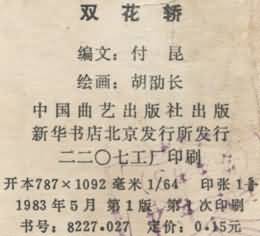 双花轿
编文：付昆
绘画：胡劭长
中国曲艺出版社出版
新华书店北京发行所发行
二二〇七工厂印刷
开本787×1092毫米1/64 印张1
1983年5月 第1版 第1次印刷
书号：8227.027 定价：0.15元